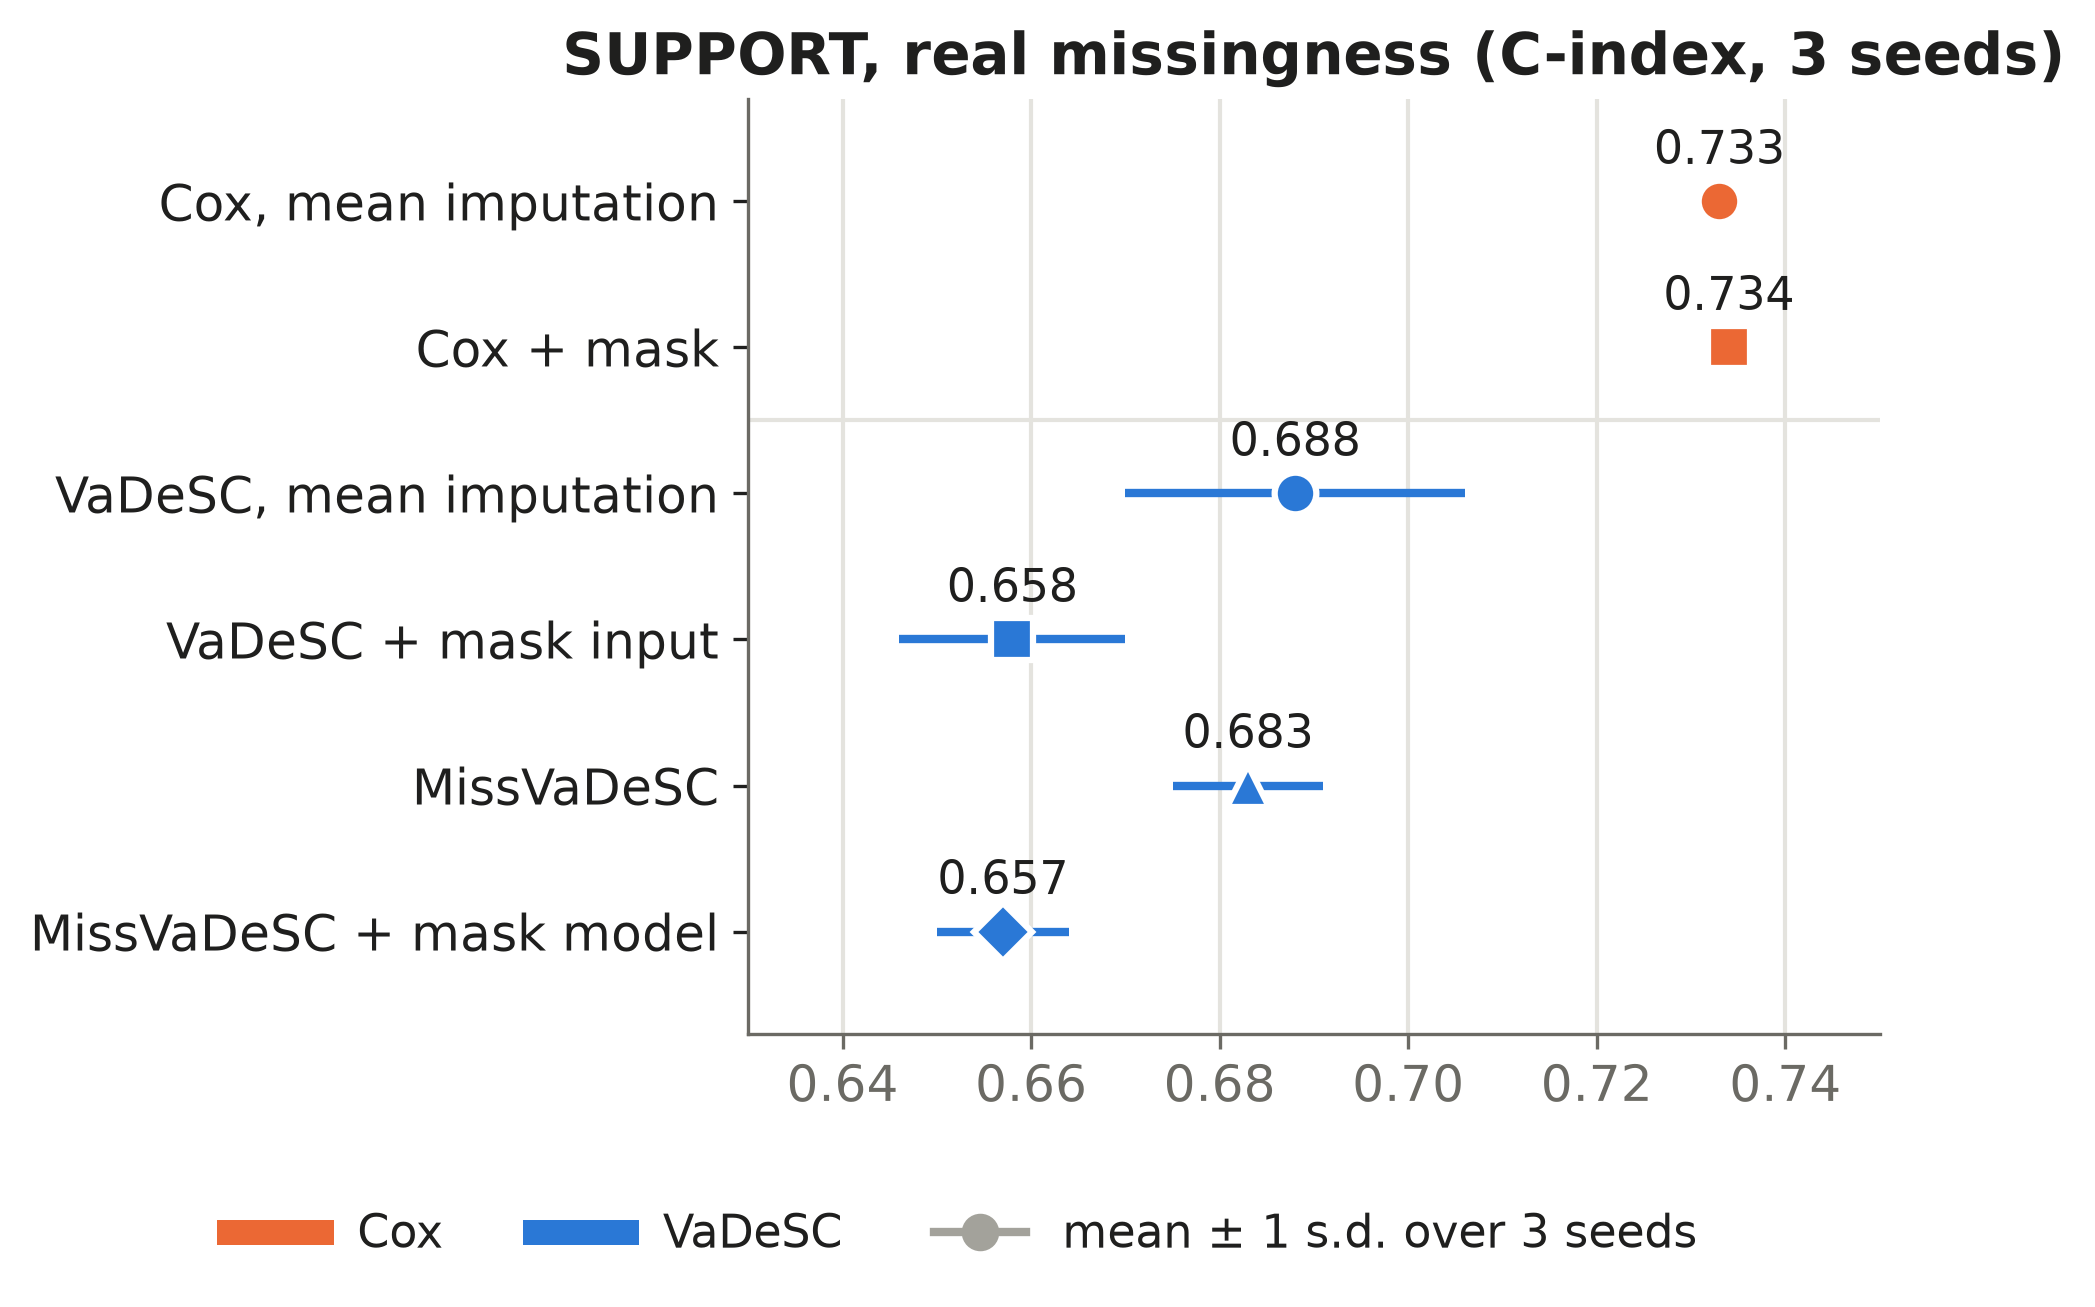 SUPPORT, real missingness (C-index, 3 seeds)
0.733
Cox, mean imputation
0.734
Cox + mask
0.688
VaDeSC, mean imputation
0.658
VaDeSC + mask input
0.683
MissVaDeSC
0.657
MissVaDeSC + mask model
0.64 0.66 0.68 0.70 0.72 0.74
Cox VaDeSC mean ± 1 s.d. over 3 seeds